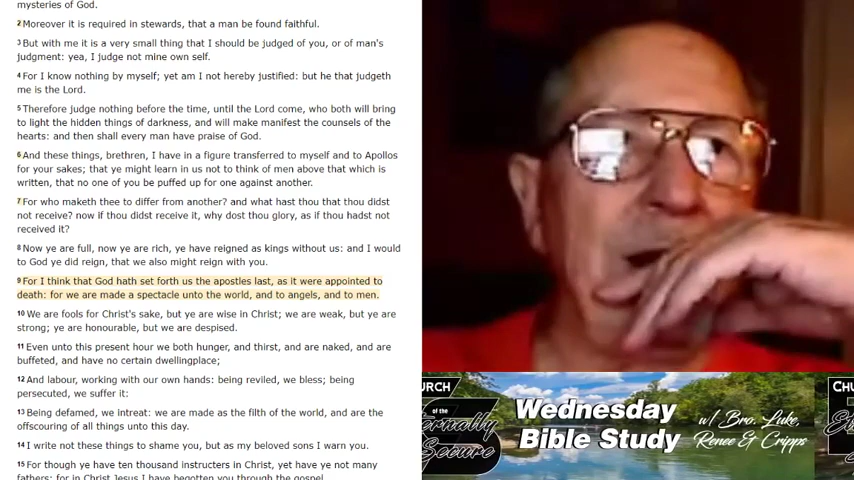 mysteries of God.
2 Moreover it is required in stewards, that a man be found faithful.
3 But with me it is a very small thing that I should be judged of you, or of man's
judgment: yea, I judge not mine own self.
4 For I know nothing by myself; yet am I not hereby justified: but he that judgeth
me is the Lord.
5 Therefore judge nothing before the time, until the Lord come, who both will bring
to light the hidden things of darkness, and will make manifest the counsels of the
hearts: and then shall every man have praise of God.
6 And these things, brethren, I have in a figure transferred to myself and to Apollos
for your sakes; that ye might learn in us not to think of men above that which is
written, that no one of you be puffed up for one against another.
7 For who maketh thee to differ from another? and what hast thou that thou didst
not receive? now if thou didst receive it, why dost thou glory, as if thou hadst not
received it?
8 Now ye are full, now ye are rich, ye have reigned as kings without us: and I would
to God ye did reign, that we also might reign with you.
9 For I think that God hath set forth us the apostles last, as it were appointed to
death: for we are made a spectacle unto the world, and to angels, and to men.
10 We are fools for Christ's sake, but ye are wise in Christ; we are weak, but ye are
strong; ye are honourable, but we are despised.
11 Even unto this present hour we both hunger, and thirst, and are naked, and are
buffeted, and have no certain dwellingplace;
12 And labour, working with our own hands: being reviled, we bless; being
persecuted, we suffer it:
13 Being defamed, we intreat: we are made as the filth of the world, and are the
offscouring of all things unto this day.
14 I write not these things to shame you, but as my beloved sons I warn you.
15 For though ye have ten thousand instructers in Christ, yet have ye not many
fathers: for in Christ Jesus I have begotten you through the gospel.
HURCH
of the
ternally
ecure
Wednesday
Bible Study
w/ Bro. Luke,
Renee & Cripps
CHU